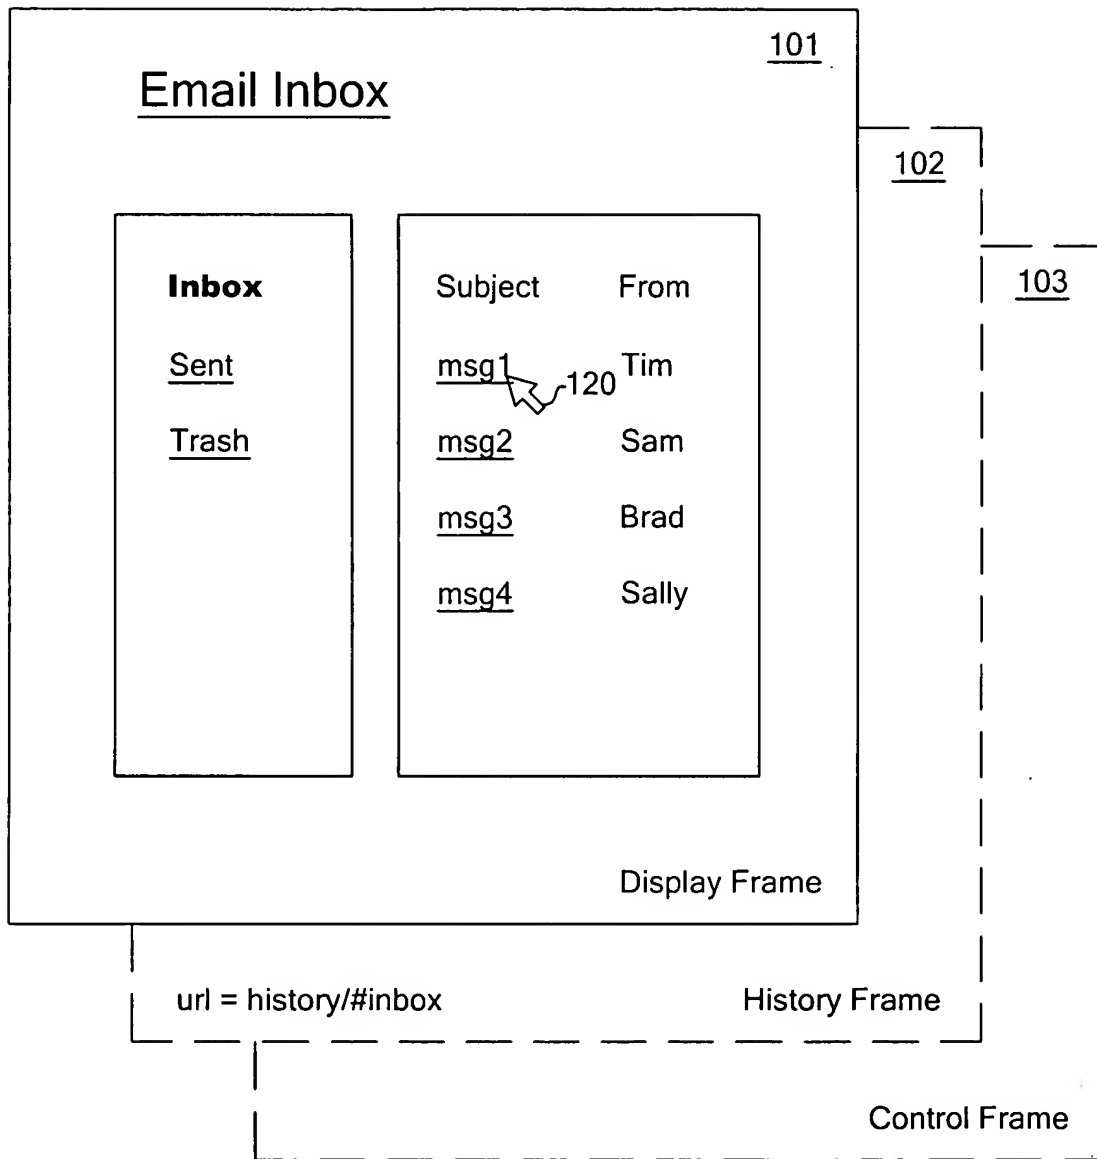 101
Email Inbox
102
103
Inbox
Sent
Trash
Subject From
msg1 Tim
120
msg2 Sam
msg3 Brad
msg4 Sally
Display Frame
url = history/#inbox History Frame
Control Frame